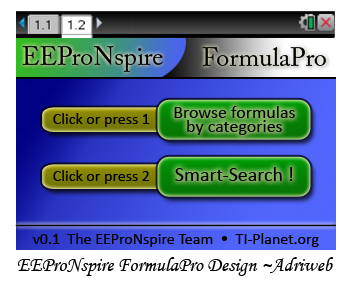 1.1 1.2
EEProNspire FormulaPro
Click or press 1
Browse formulas
by categories
Click or press 2
Smart-Search !
v0.1 The EEProNspire Team • TI-Planet.org
EEProNspire FormulaPro Design ~Adriweb